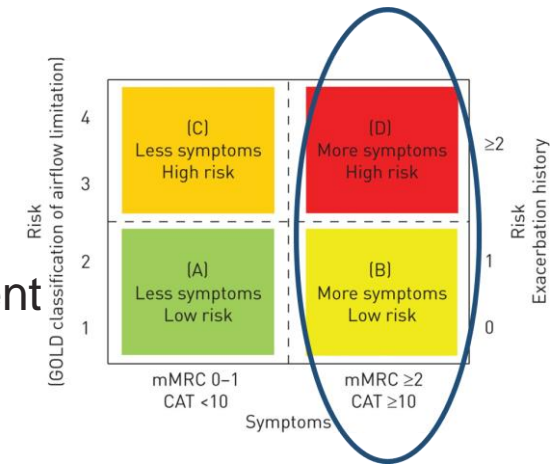 Risk
(GOLD classification of airflow limitation)
4
3
2
1
(C)
Less symptoms
High risk
(D)
More symptoms
High risk
(A)
Less symptoms
Low risk
(B)
More symptoms
Low risk
≥2
1
0
Risk
Exacerbation history
mMRC 0–1
CAT <10
mMRC ≥2
CAT ≥10
Symptoms